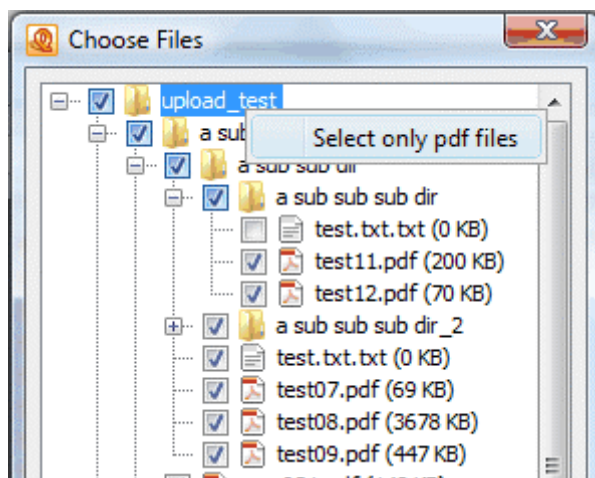 Choose Files
upload_test
a sub
Select only pdf files
a sub sub dir
a sub sub sub dir
test.txt.txt (0 KB)
test11.pdf (200 KB)
test12.pdf (70 KB)
a sub sub sub dir_2
test.txt.txt (0 KB)
test07.pdf (69 KB)
test08.pdf (3678 KB)
test09.pdf (447 KB)